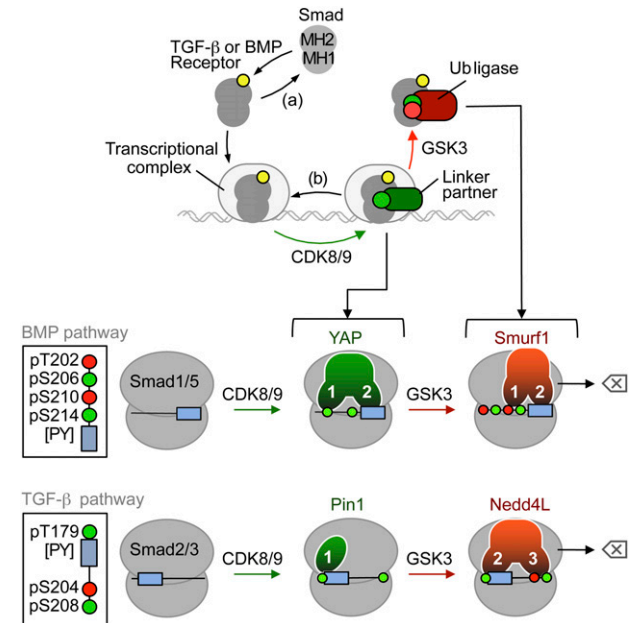 Smad
MH2
MH1
TGF-β or BMP
Receptor
(a)
Ub ligase
GSK3
Transcriptional
complex
(b)
Linker
partner
CDK8/9
BMP pathway
YAP
Smurf1
pT202
pS206
pS210
pS214
[PY]
Smad1/5
CDK8/9
1 2
GSK3
1 2
TGF-β pathway
Pin1
Nedd4L
pT179
[PY]
pS204
pS208
Smad2/3
CDK8/9
1
GSK3
2 3